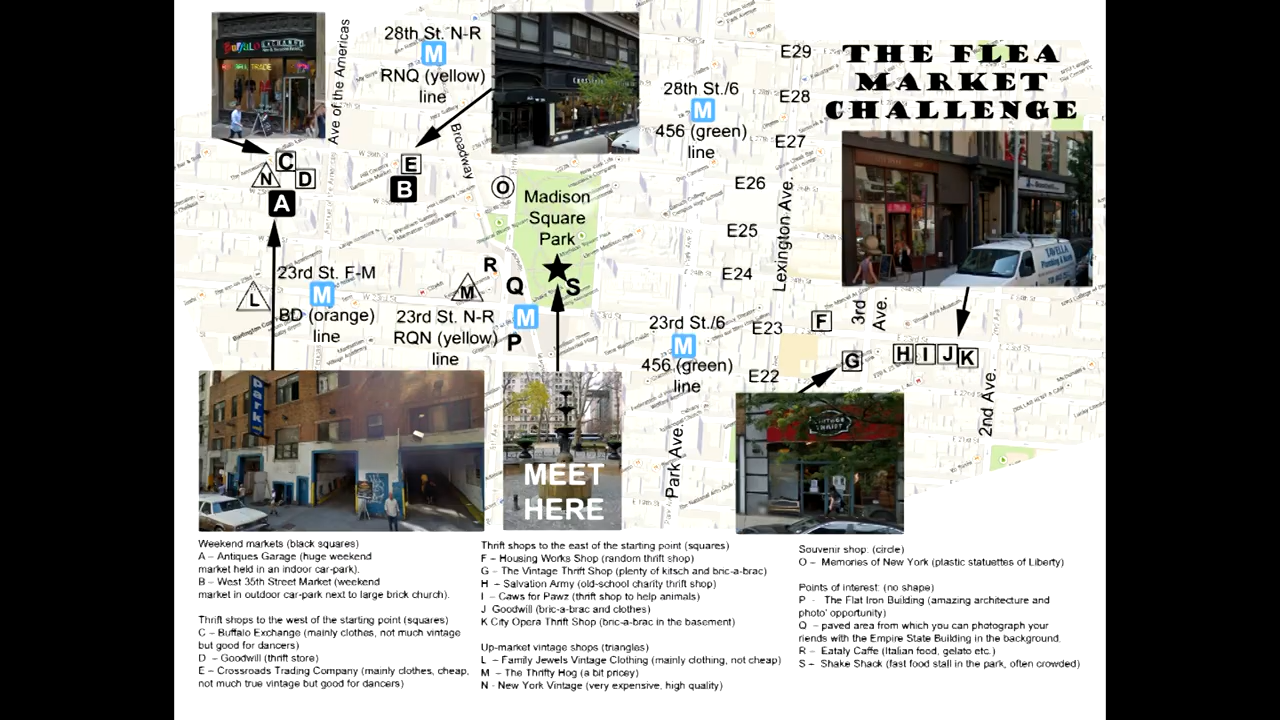 THE FLEA
MARKET
CHALLENGE
Ave of the Americas
28th St. N-R
M
RNQ (yellow)
line
Broadway
28th St./6
M
456 (green)
line
E29
E28
E27
E26
E25
E24
E23
E22
Lexington Ave.
3rd
Ave.
2nd Ave.
Park Ave.
C
N
D
A
E
B
O
Madison
Square
Park
R
Q
S
M
P
L
23rd St. F-M
M
BD (orange)
line
23rd St. N-R
M
RQN (yellow)
line
23rd St./6
M
456 (green)
line
F
G
H
I
J
K
Park
MEET
HERE
Weekend markets (black squares)
A – Antiques Garage (huge weekend
market held in an indoor car-park).
B – West 35th Street Market (weekend
market in outdoor car-park next to large brick church).
Thrift shops to the west of the starting point (squares)
C – Buffalo Exchange (mainly clothes, not much vintage
but good for dancers)
D – Goodwill (thrift store)
E – Crossroads Trading Company (mainly clothes, cheap,
not much true vintage but good for dancers)
Thrift shops to the east of the starting point (squares)
F – Housing Works Shop (random thrift shop)
G – The Vintage Thrift Shop (plenty of kitsch and bric-a-brac)
H – Salvation Army (old-school charity thrift shop)
I – Caws for Pawz (thrift shop to help animals)
J Goodwill (bric-a-brac and clothes)
K City Opera Thrift Shop (bric-a-brac in the basement)
Up-market vintage shops (triangles)
L – Family Jewels Vintage Clothing (mainly clothing, not cheap)
M – The Thrifty Hog (a bit pricey)
N - New York Vintage (very expensive, high quality)
Souvenir shop: (circle)
O – Memories of New York (plastic statuettes of Liberty)
Points of interest: (no shape)
P - The Flat Iron Building (amazing architecture and
photo' opportunity)
Q – paved area from which you can photograph your
riends with the Empire State Building in the background.
R – Eataly Caffe (Italian food, gelato etc.)
S – Shake Shack (fast food stall in the park, often crowded)